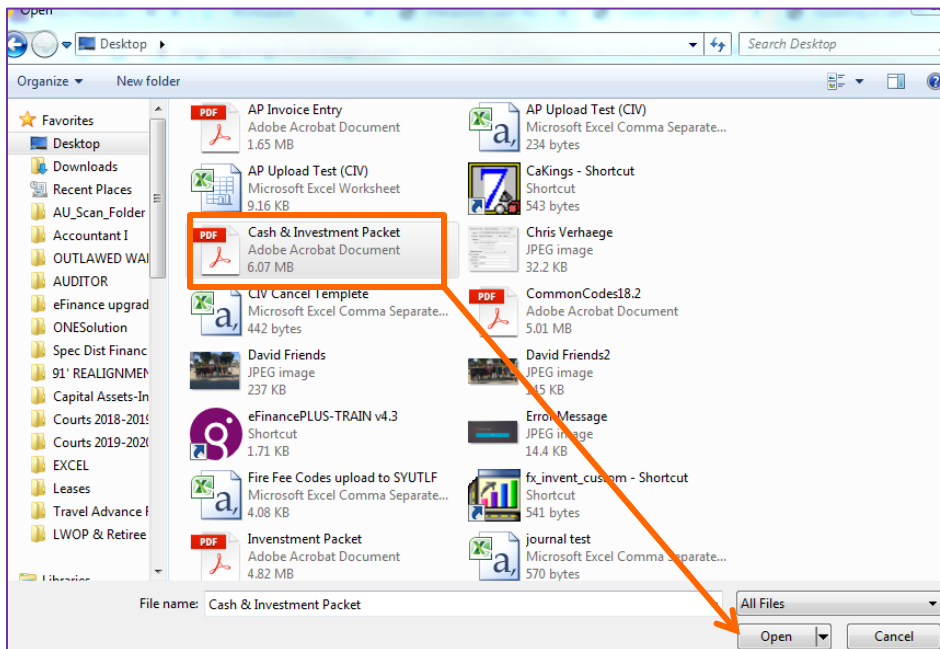 Open
Desktop
Search Desktop
Organize
New folder
Favorites
Desktop
Downloads
Recent Places
AU_Scan_Folder
Accountant I
OUTLAWED WAI
AUDITOR
eFinance upgrad
ONESolution
Spec Dist Financ
91' REALIGNMEN
Capital Assets-In
Courts 2018-2019
Courts 2019-2020
EXCEL
Leases
Travel Advance F
LWOP & Retiree
Libraries
PDF
AP Invoice Entry
Adobe Acrobat Document
1.65 MB
a,
AP Upload Test (CIV)
Microsoft Excel Comma Separate...
234 bytes
AP Upload Test (CIV)
Microsoft Excel Worksheet
9.16 KB
7
CaKings - Shortcut
Shortcut
543 bytes
PDF
Cash & Investment Packet
Adobe Acrobat Document
6.07 MB
Chris Verhaege
JPEG image
32.2 KB
a,
CIV Cancel Templete
Microsoft Excel Comma Separate...
442 bytes
PDF
CommonCodes18.2
Adobe Acrobat Document
5.01 MB
David Friends
JPEG image
237 KB
David Friends2
JPEG image
145 KB
eFinancePLUS-TRAIN v4.3
Shortcut
1.71 KB
Error Message
JPEG image
14.4 KB
a,
Fire Fee Codes upload to SYUTLF
Microsoft Excel Comma Separate...
4.08 KB
fx_invent_custom - Shortcut
Shortcut
541 bytes
PDF
Invenstment Packet
Adobe Acrobat Document
4.82 MB
a,
journal test
Microsoft Excel Comma Separate...
570 bytes
File name:
Cash & Investment Packet
All Files
Open
Cancel